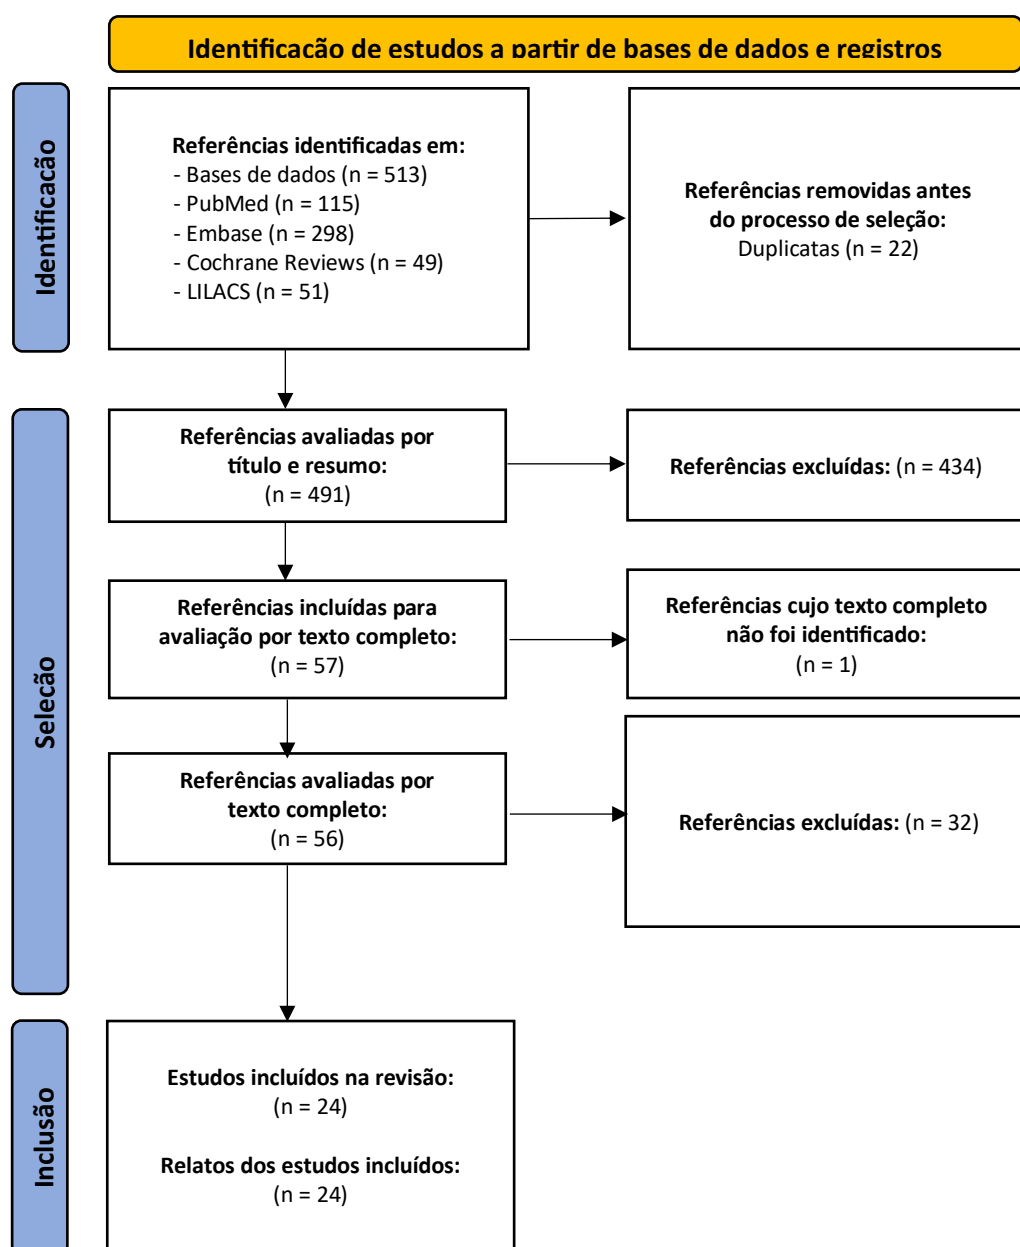 Identificação de estudos a partir de bases de dados e registros
Identificação
Referências identificadas em:
- Bases de dados (n = 513)
- PubMed (n = 115)
- Embase (n = 298)
- Cochrane Reviews (n = 49)
- LILACS (n = 51)
Referências removidas antes
do processo de seleção:
Duplicatas (n = 22)
Seleção
Referências avaliadas por
título e resumo:
(n = 491)
Referências excluídas: (n = 434)
Referências incluídas para
avaliação por texto completo:
(n = 57)
Referências cujo texto completo
não foi identificado:
(n = 1)
Referências avaliadas por
texto completo:
(n = 56)
Referências excluídas: (n = 32)
Inclusão
Estudos incluídos na revisão:
(n = 24)
Relatos dos estudos incluídos:
(n = 24)